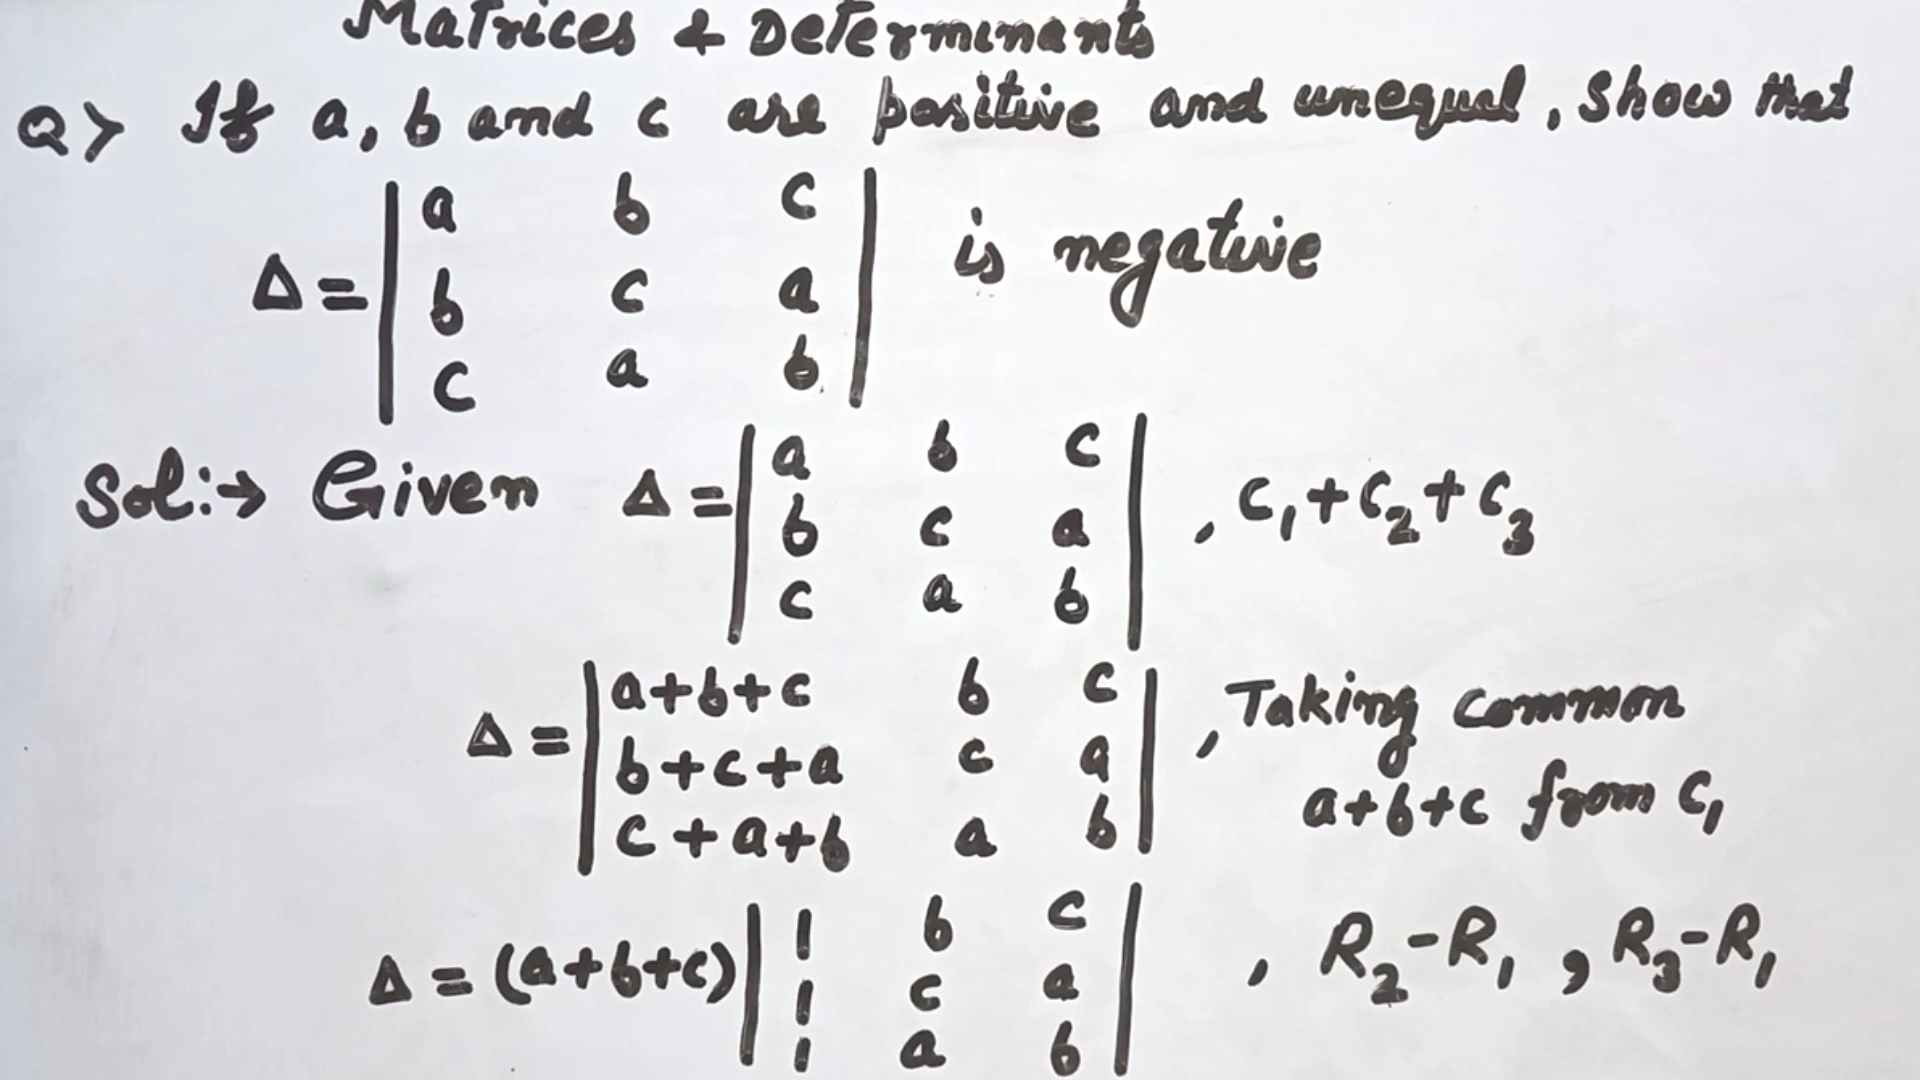 Matrices & Determinants
Q> If a, b and c are positive and unequal, show that
Δ = | a b c |
| b c a | is negative
| c a b |
Sol:→ Given Δ = | a b c |
| b c a | , C₁+C₂+C₃
| c a b |
Δ = | a+b+c b c | , Taking common
| b+c+a c a | a+b+c from C₁
| c+a+b a b |
Δ = (a+b+c) | 1 b c |
| 1 c a | , R₂-R₁ , R₃-R₁
| 1 a b |